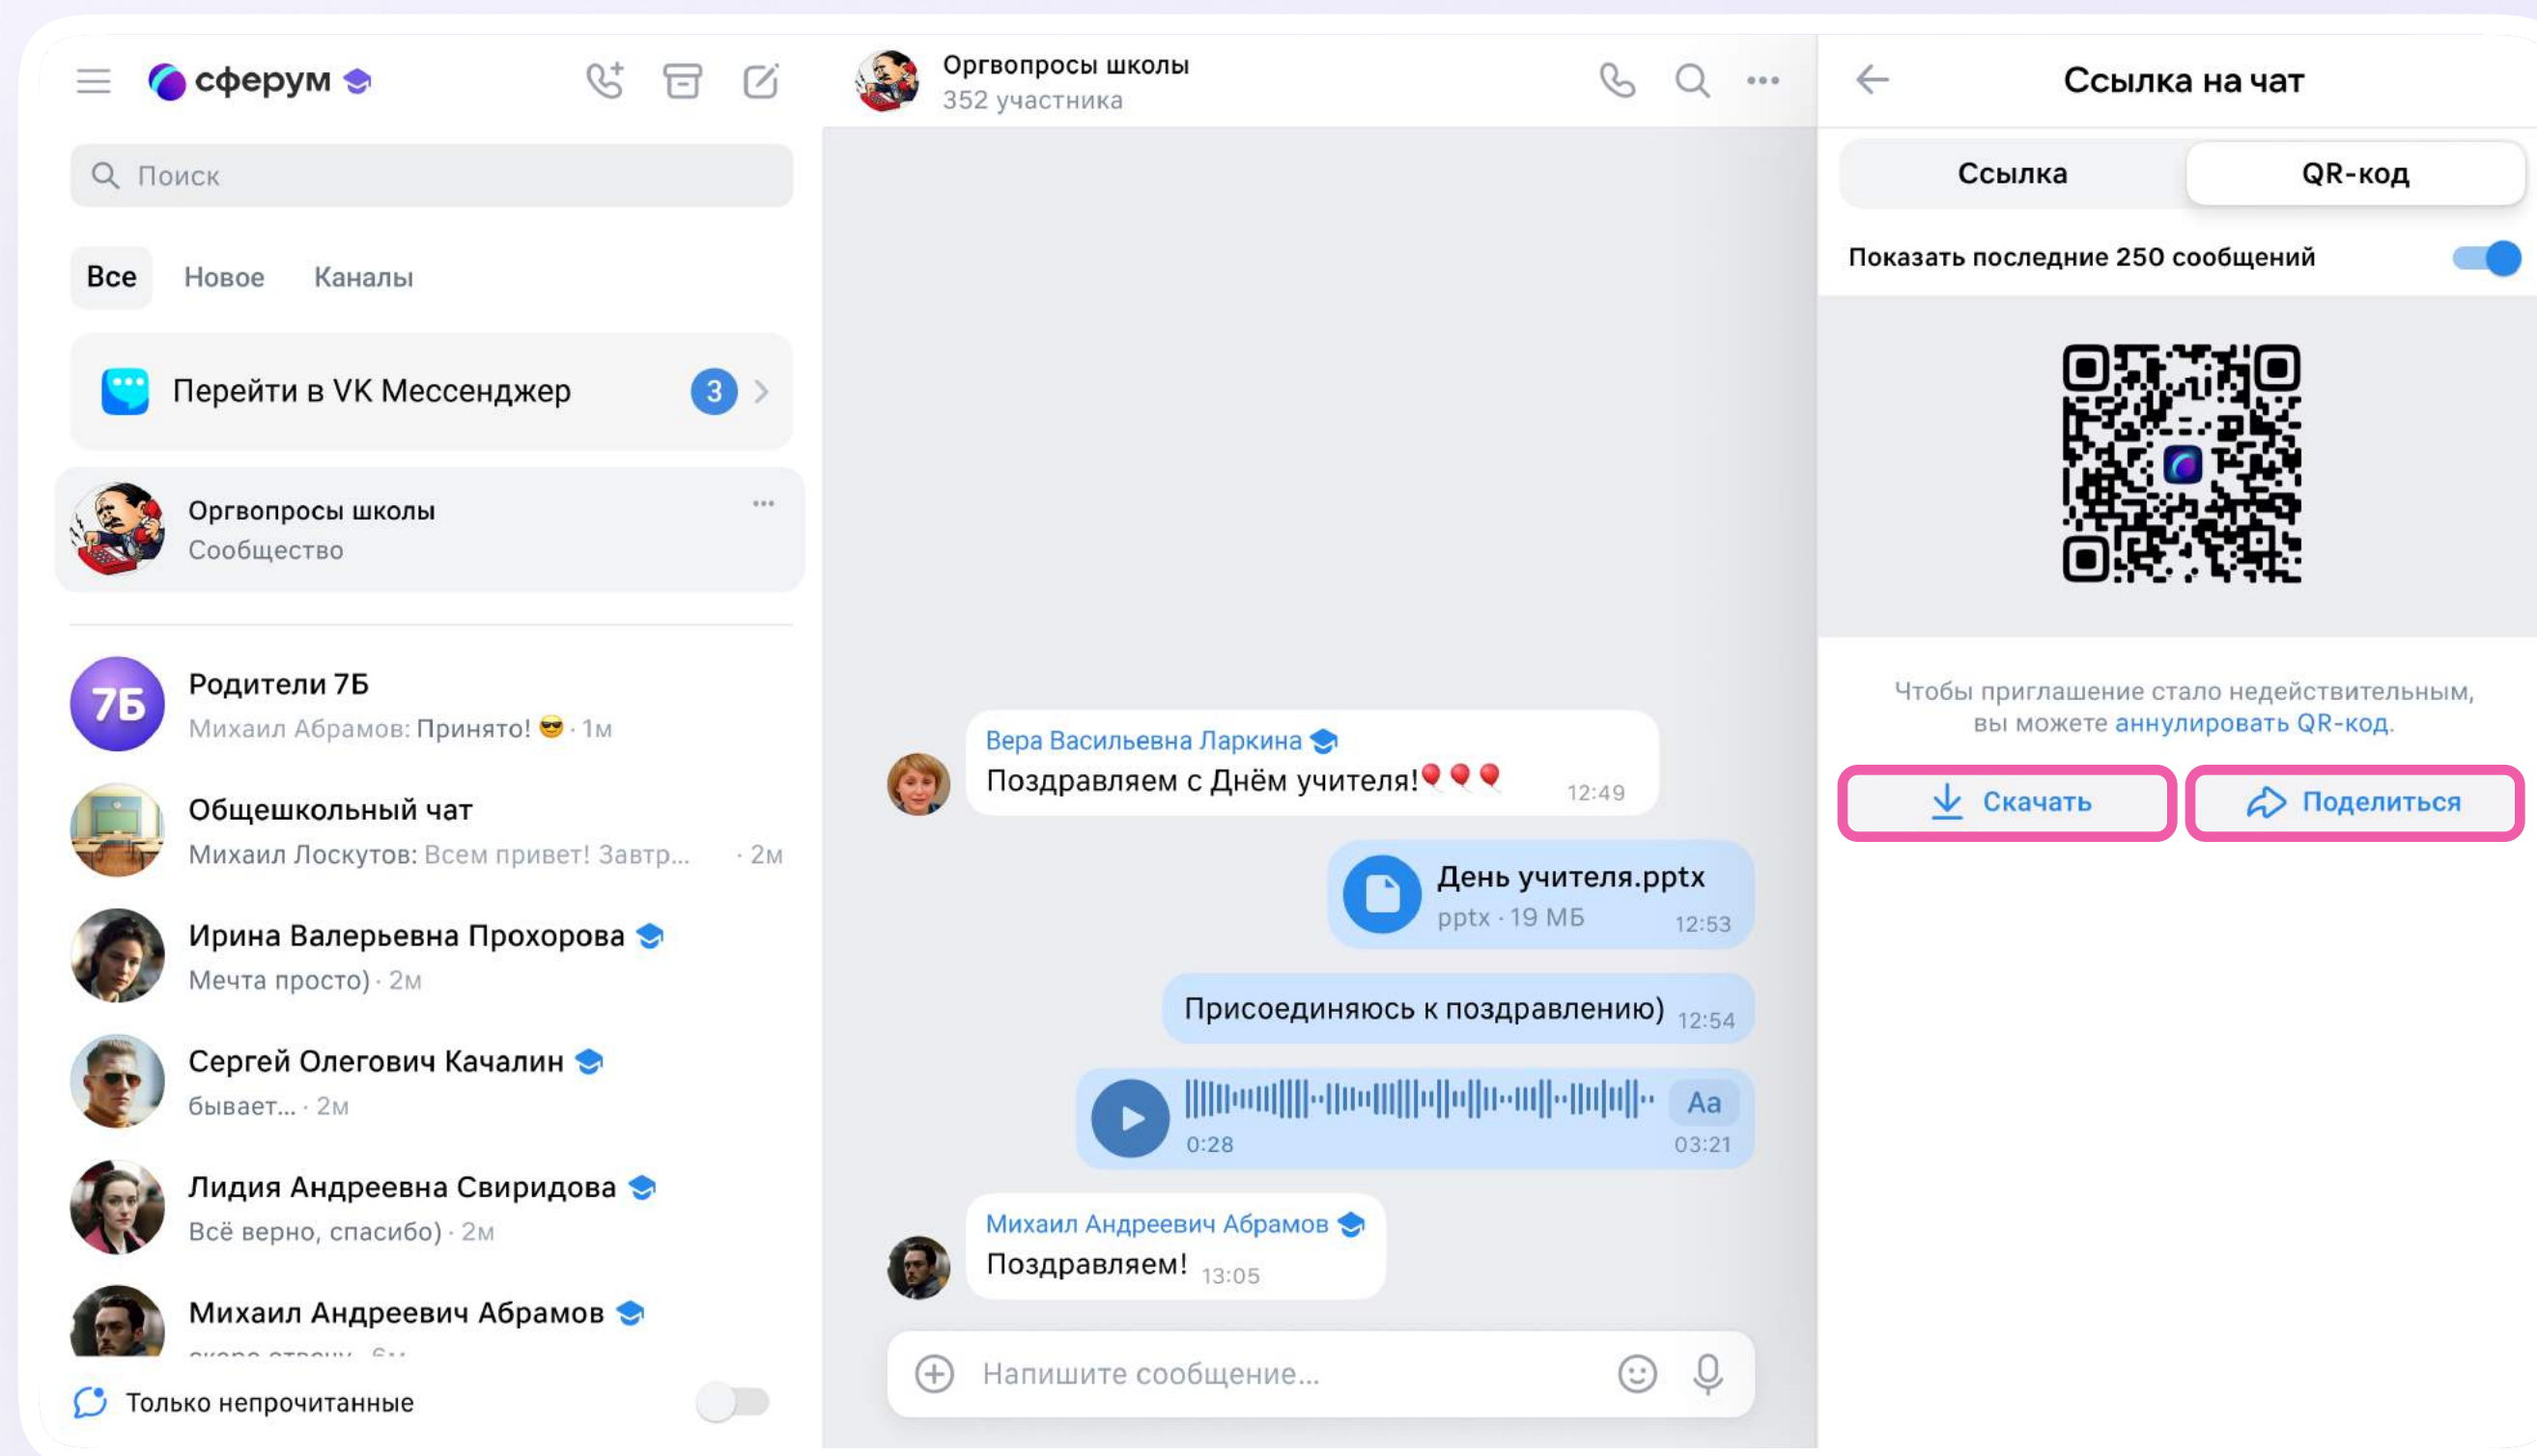 сферум
Поиск
Все Новое Каналы
Перейти в VK Мессенджер 3
Оргвопросы школы
Сообщество
7Б
Родители 7Б
Михаил Абрамов: Принято! 😎 · 1м
Общешкольный чат
Михаил Лоскутов: Всем привет! Завтр... · 2м
Ирина Валерьевна Прохорова
Мечта просто) · 2м
Сергей Олегович Качалин
бывает... · 2м
Лидия Андреевна Свиридова
Всё верно, спасибо) · 2м
Михаил Андреевич Абрамов
Только непрочитанные
Оргвопросы школы
352 участника
Вера Васильевна Ларкина
Поздравляем с Днём учителя!🎈🎈🎈 12:49
День учителя.pptx
pptx · 19 МБ 12:53
Присоединяюсь к поздравлению) 12:54
Aa
0:28 03:21
Михаил Андреевич Абрамов
Поздравляем! 13:05
Напишите сообщение...
Ссылка на чат
Ссылка QR-код
Показать последние 250 сообщений
Чтобы приглашение стало недействительным,
вы можете аннулировать QR-код.
Скачать Поделиться